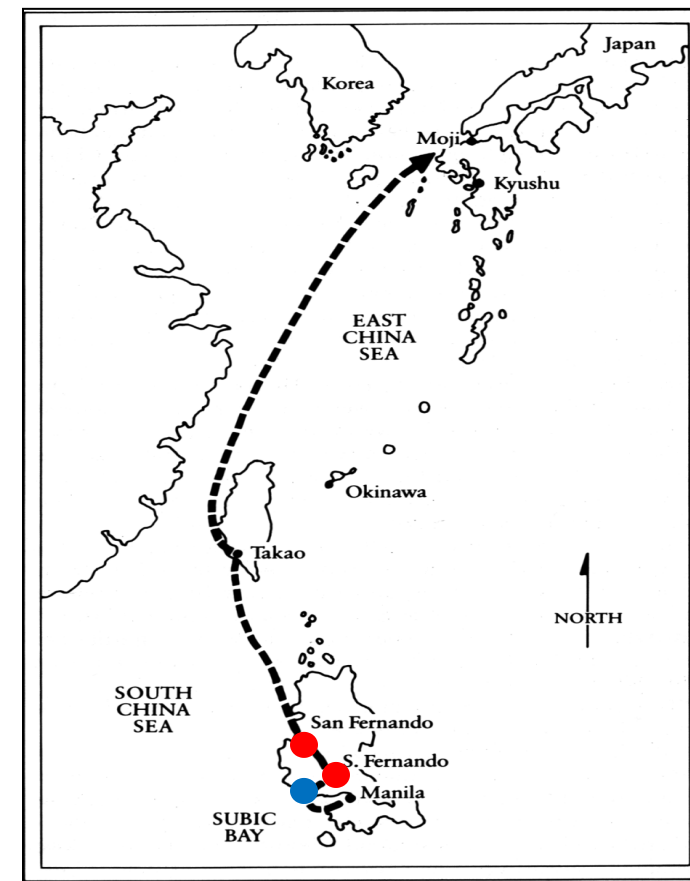 Japan
Korea
Moji
Kyushu
EAST
CHINA
SEA
Okinawa
Takao
NORTH
SOUTH
CHINA
SEA
San Fernando
S. Fernando
Manila
SUBIC
BAY